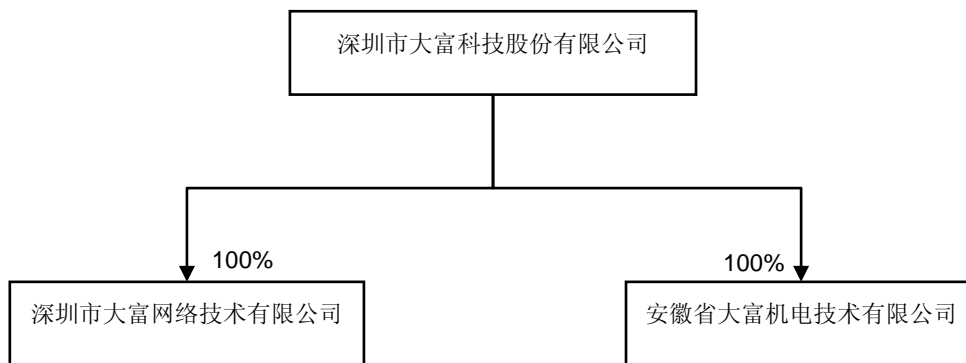 深圳市大富科技股份有限公司
100%
100%
深圳市大富网络技术有限公司
安徽省大富机电技术有限公司